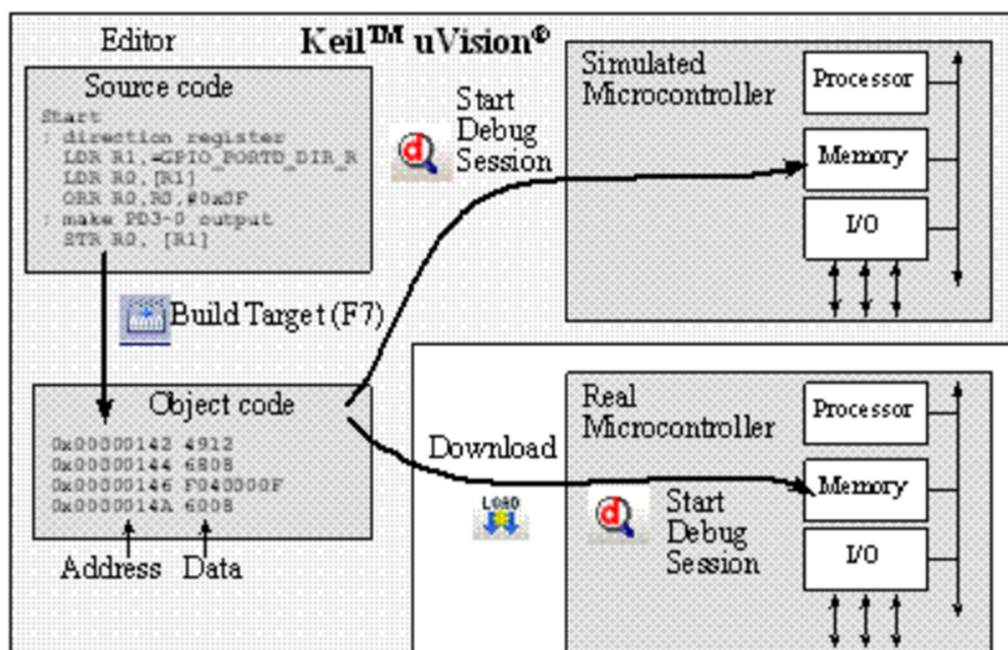 Editor
Keil™ uVision®
Source code
Start
; direction register
LDR R1,=GPIO_PORTD_DIR_R
LDR R0,[R1]
ORR R0,R0,#0x0F
; make PD3-0 output
STR R0, [R1]
Build Target (F7)
Object code
0x00000142 4912
0x00000144 6808
0x00000146 F040000F
0x0000014A 6008
Address Data
Start
Debug
Session
Simulated
Microcontroller
Processor
Memory
I/O
Download
LOAD
Start
Debug
Session
Real
Microcontroller
Processor
Memory
I/O
d
d